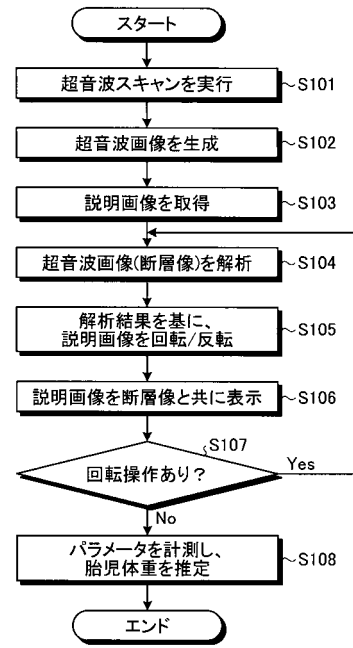 スタート
超音波スキャンを実行
S101
超音波画像を生成
S102
説明画像を取得
S103
超音波画像(断層像)を解析
S104
解析結果を基に、
説明画像を回転/反転
S105
説明画像を断層像と共に表示
S106
S107
回転操作あり?
Yes
No
パラメータを計測し、
胎児体重を推定
S108
エンド